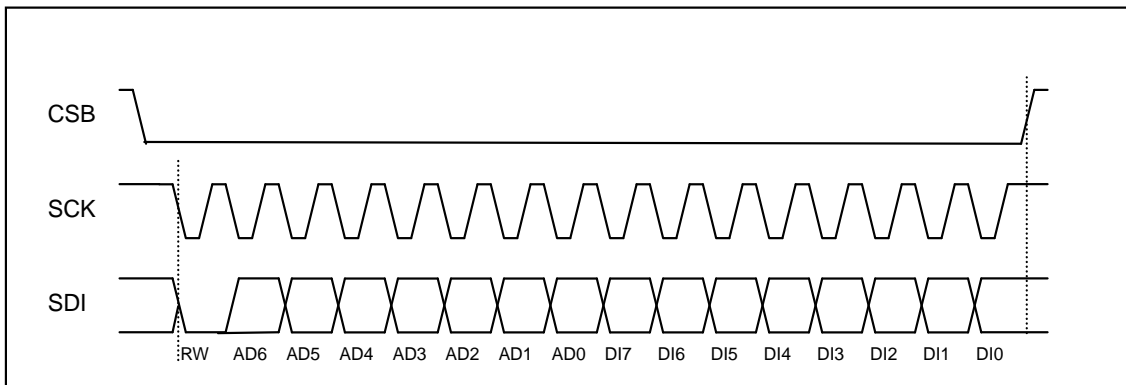 CSB
SCK
SDI
RW AD6 AD5 AD4 AD3 AD2 AD1 AD0 DI7 DI6 DI5 DI4 DI3 DI2 DI1 DI0